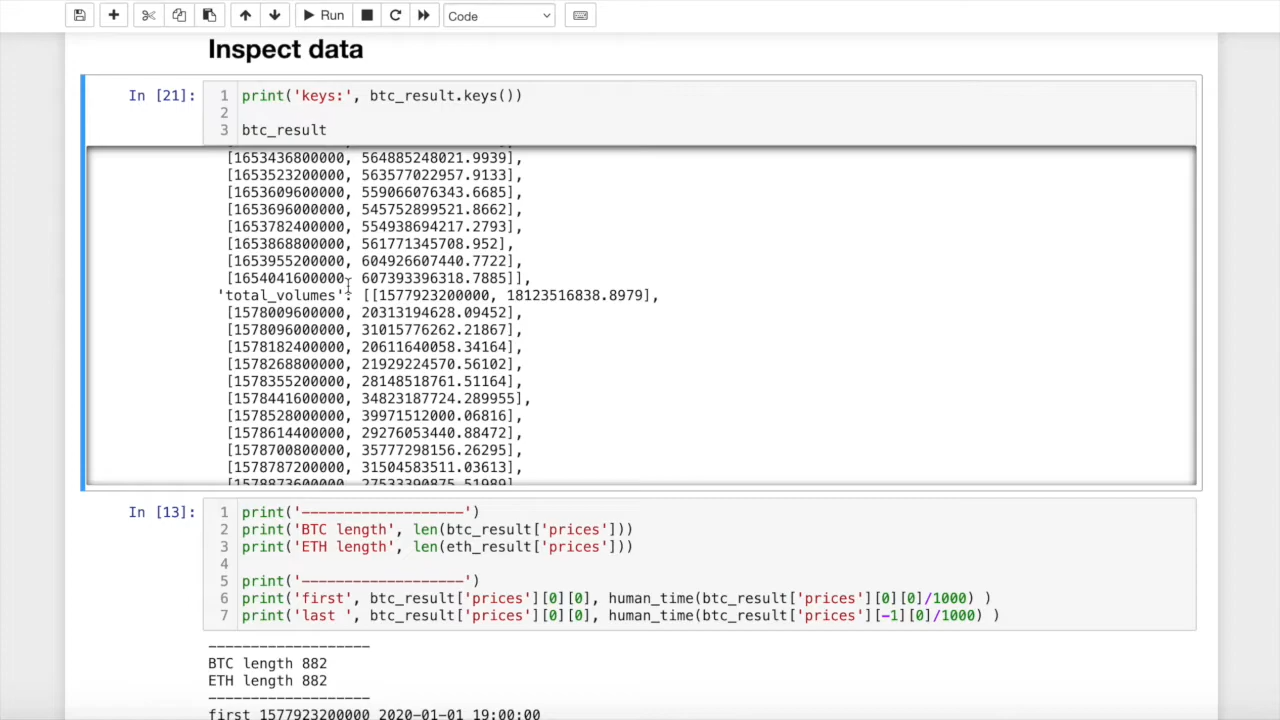 Run
Code
Inspect data
In [21]:
1 print('keys:', btc_result.keys())
2
3 btc_result
[1653436800000, 564885248021.9939],
[1653523200000, 563577022957.9133],
[1653609600000, 559066076343.6685],
[1653696000000, 545752899521.8662],
[1653782400000, 554938694217.2793],
[1653868800000, 561771345708.952],
[1653955200000, 604926607440.7722],
[1654041600000, 607393396318.7885]],
'total_volumes': [[1577923200000, 18123516838.8979],
[1578009600000, 20313194628.09452],
[1578096000000, 31015776262.21867],
[1578182400000, 20611640058.34164],
[1578268800000, 21929224570.56102],
[1578355200000, 28148518761.51164],
[1578441600000, 34823187724.289955],
[1578528000000, 39971512000.06816],
[1578614400000, 29276053440.88472],
[1578700800000, 35777298156.26295],
[1578787200000, 31504583511.03613],
[1578873600000, 27533390875.51989]
In [13]:
1 print('–––––––––––––––––––')
2 print('BTC length', len(btc_result['prices']))
3 print('ETH length', len(eth_result['prices']))
4
5 print('–––––––––––––––––––')
6 print('first', btc_result['prices'][0][0], human_time(btc_result['prices'][0][0]/1000) )
7 print('last ', btc_result['prices'][0][0], human_time(btc_result['prices'][-1][0]/1000) )
–––––––––––––––––––
BTC length 882
ETH length 882
–––––––––––––––––––
first 1577923200000 2020-01-01 19:00:00